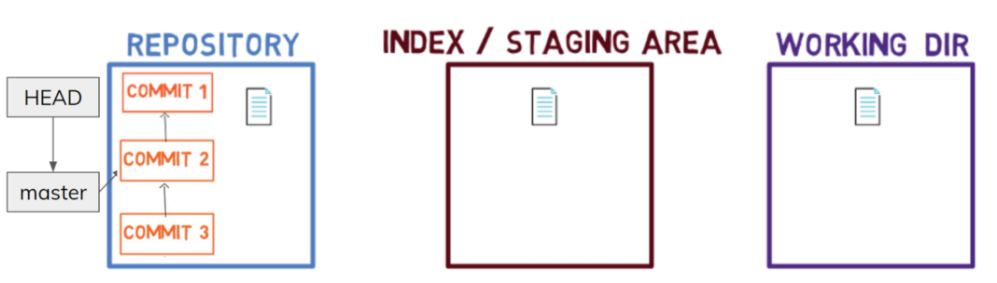 REPOSITORY
INDEX / STAGING AREA
WORKING DIR
HEAD
master
COMMIT 1
COMMIT 2
COMMIT 3